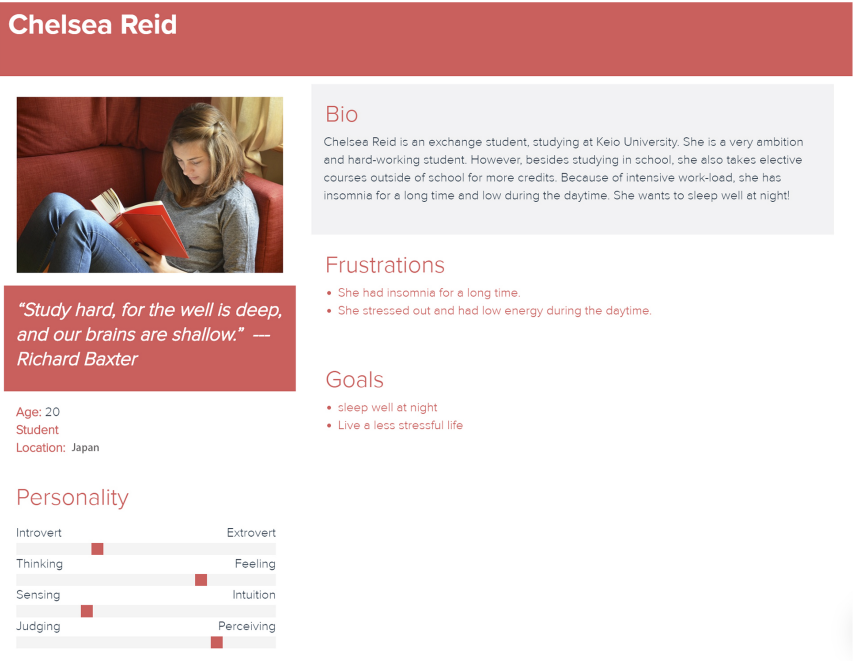 Chelsea Reid
Bio
Chelsea Reid is an exchange student, studying at Keio University. She is a very ambition
and hard-working student. However, besides studying in school, she also takes elective
courses outside of school for more credits. Because of intensive work-load, she has
insomnia for a long time and low during the daytime. She wants to sleep well at night!
Frustrations
• She had insomnia for a long time.
• She stressed out and had low energy during the daytime.
Goals
• sleep well at night
• Live a less stressful life
“Study hard, for the well is deep,
and our brains are shallow.” ---
Richard Baxter
Age: 20
Student
Location: Japan
Personality
Introvert Extrovert
Thinking Feeling
Sensing Intuition
Judging Perceiving